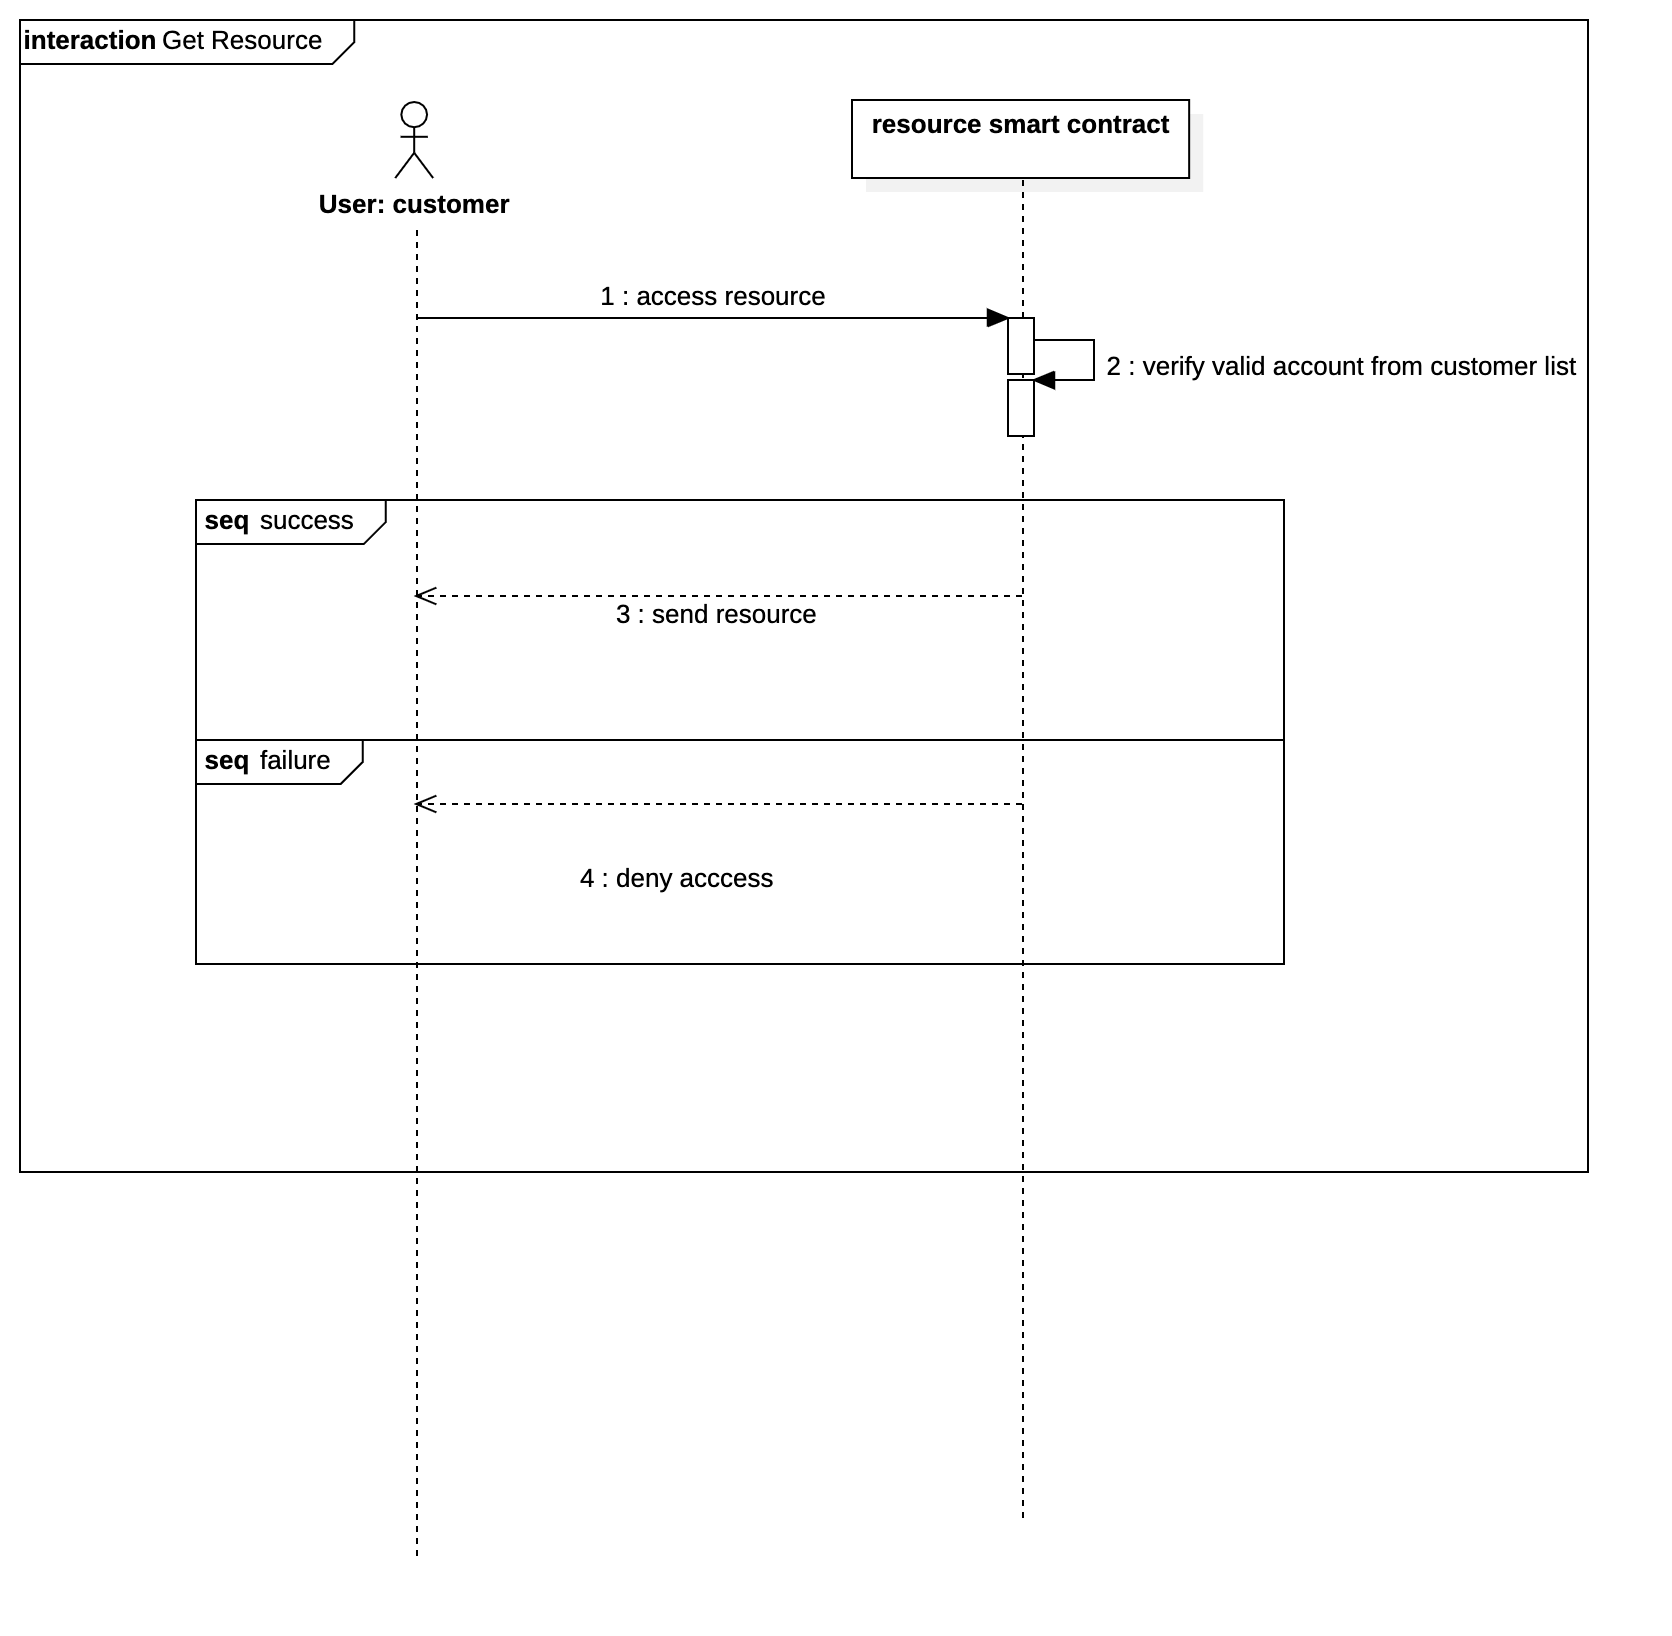 interaction Get Resource
resource smart contract
User: customer
1 : access resource
2 : verify valid account from customer list
seq success
3 : send resource
seq failure
4 : deny acccess